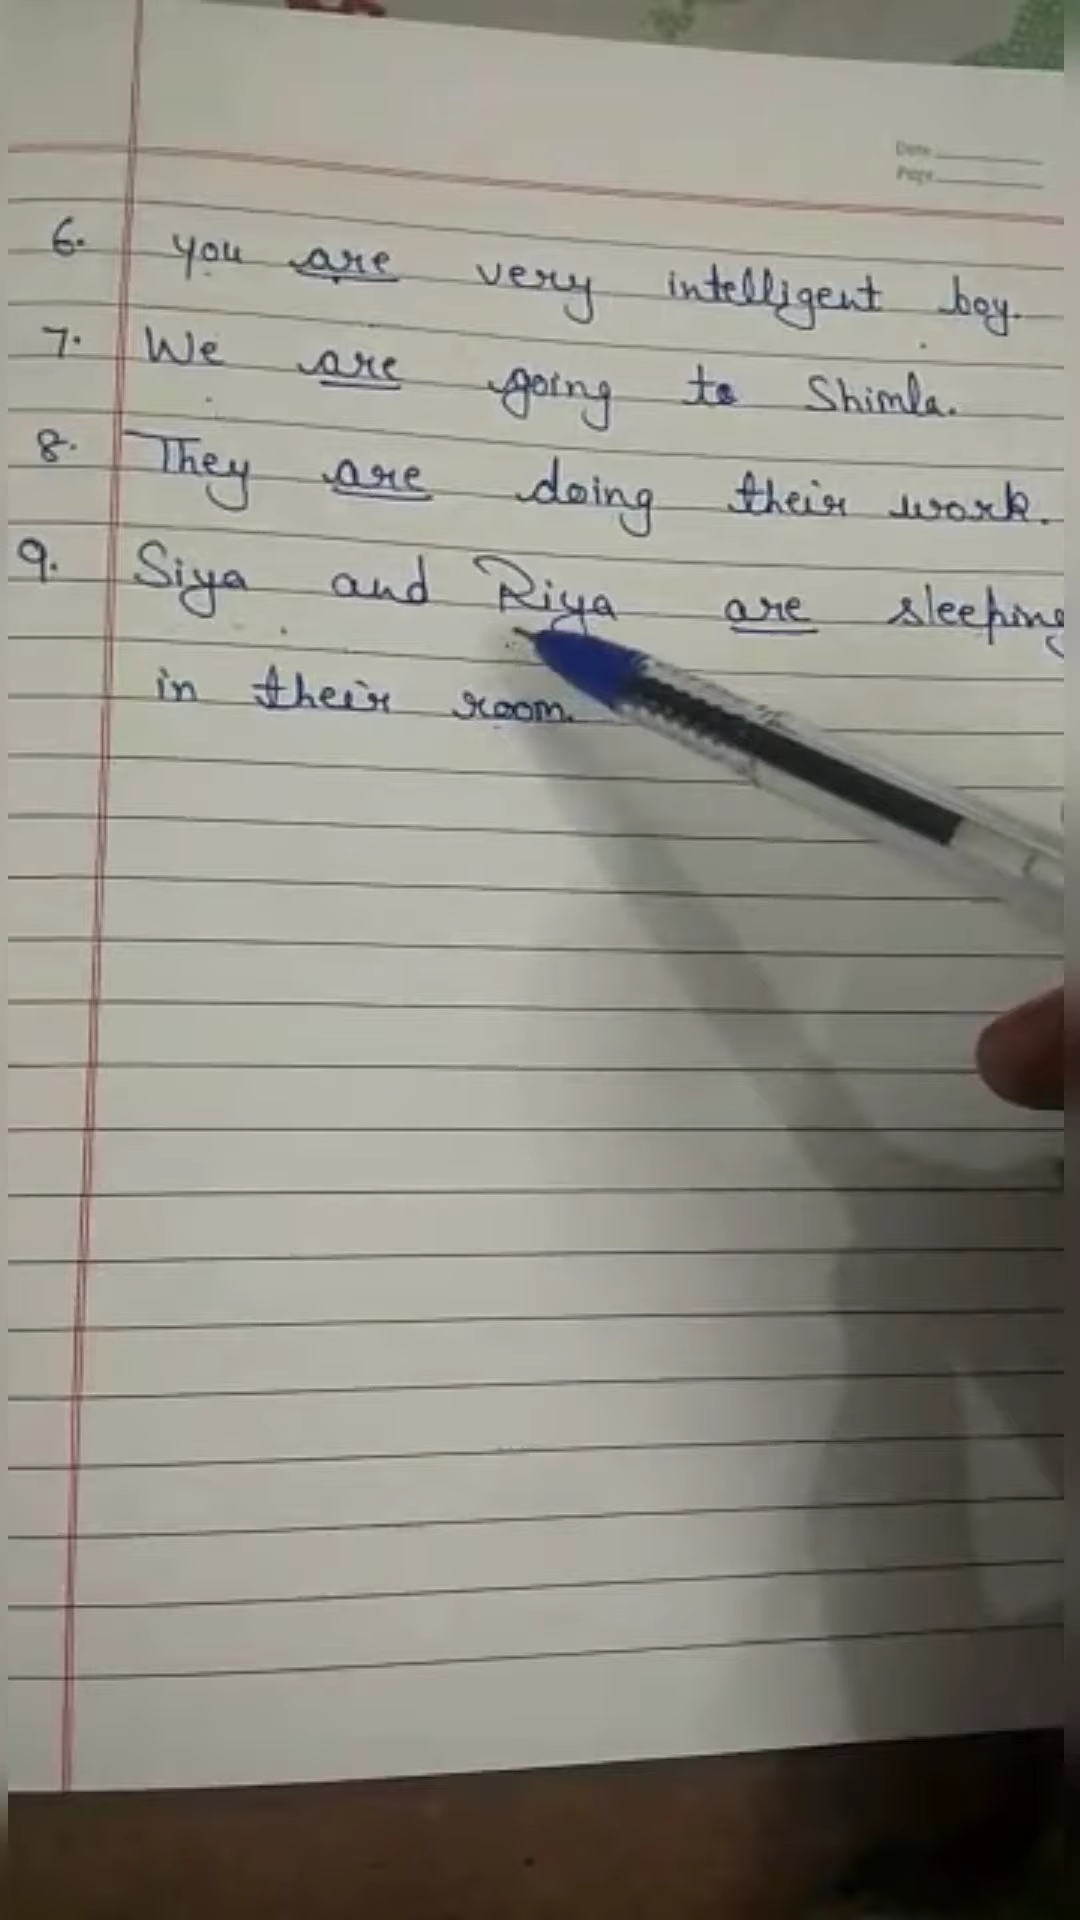 Date
Page
6. you are very intelligent boy.
7. We are going to Shimla.
8. They are doing their work.
9. Siya and Riya are sleeping
in their room.